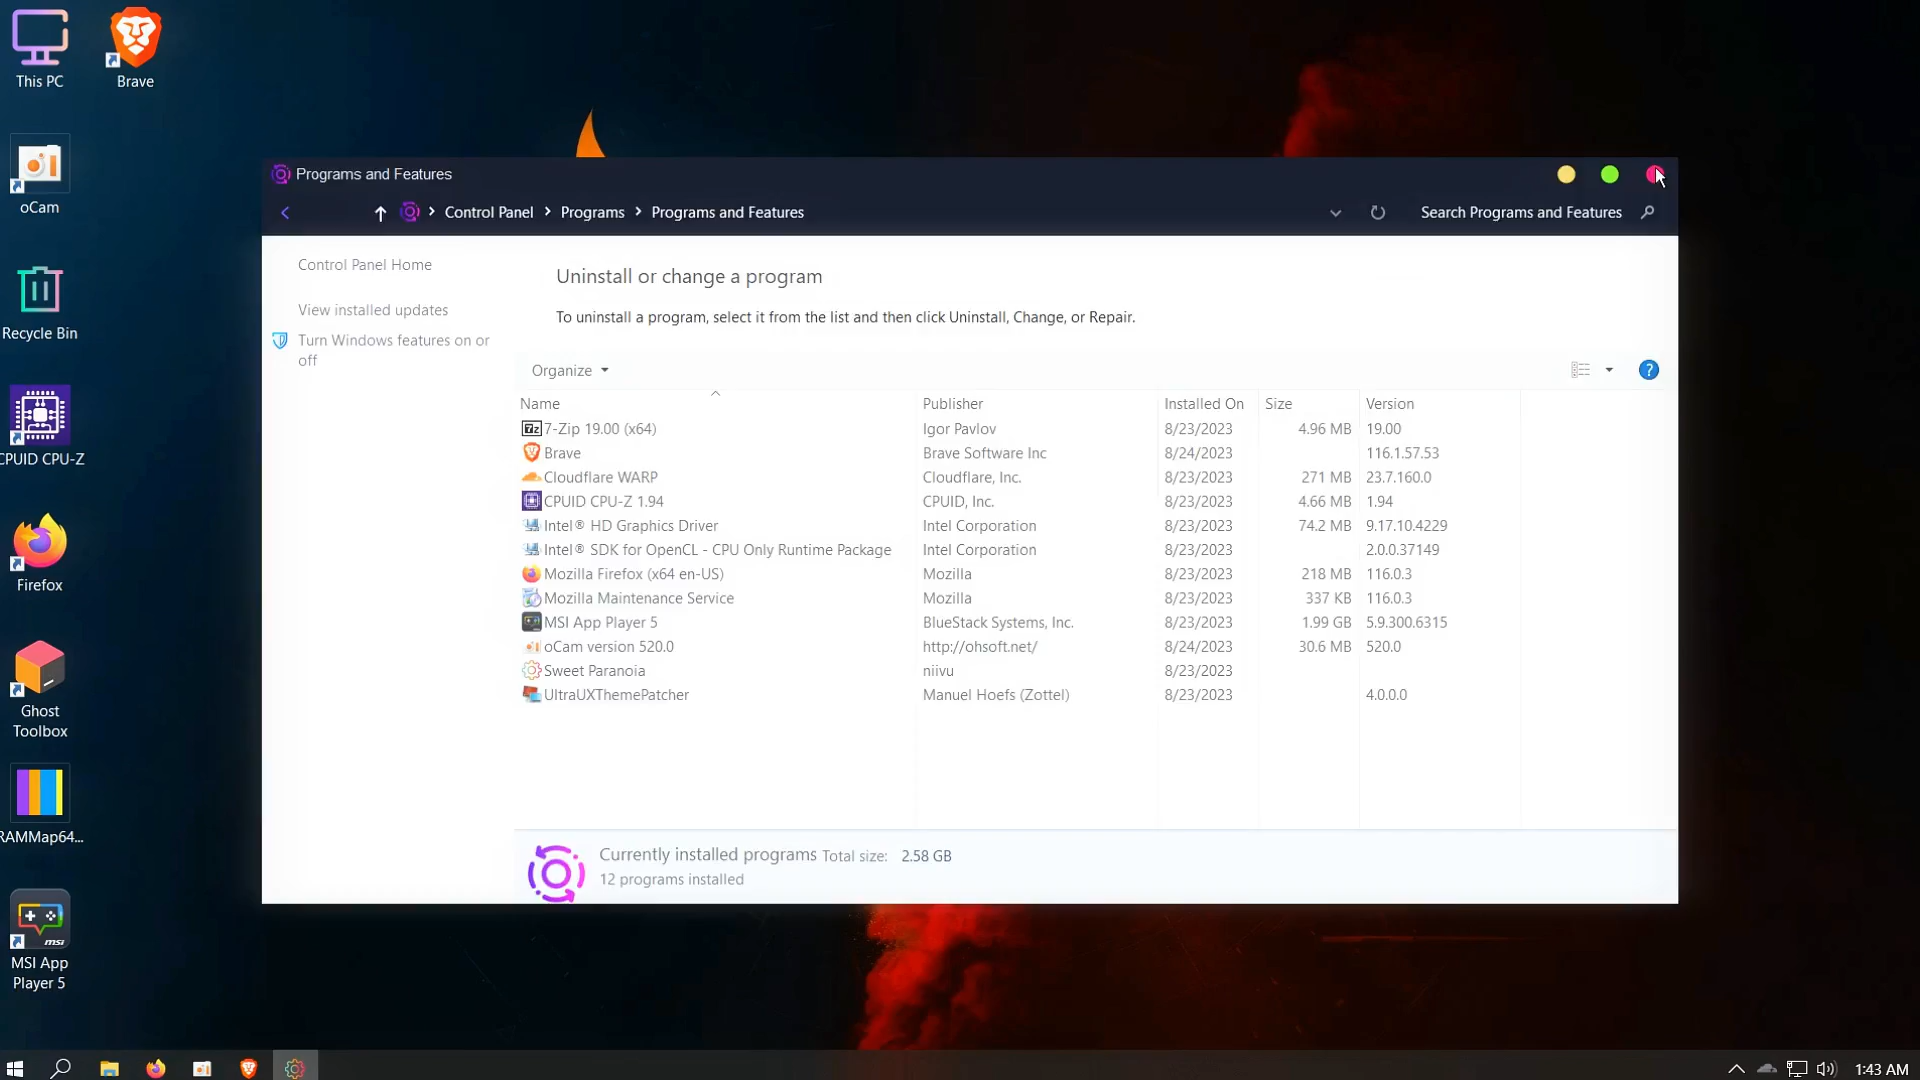 This PC
Brave
oCam
Recycle Bin
CPUID CPU-Z
Firefox
Ghost
Toolbox
RAMMap64...
msi
MSI App
Player 5
Programs and Features
Control Panel > Programs > Programs and Features
Search Programs and Features
Control Panel Home
View installed updates
Turn Windows features on or
off
Uninstall or change a program
To uninstall a program, select it from the list and then click Uninstall, Change, or Repair.
Organize
?
Name Publisher Installed On Size Version
7z 7-Zip 19.00 (x64) Igor Pavlov 8/23/2023 4.96 MB 19.00
Brave Brave Software Inc 8/24/2023 116.1.57.53
Cloudflare WARP Cloudflare, Inc. 8/23/2023 271 MB 23.7.160.0
CPUID CPU-Z 1.94 CPUID, Inc. 8/23/2023 4.66 MB 1.94
Intel® HD Graphics Driver Intel Corporation 8/23/2023 74.2 MB 9.17.10.4229
Intel® SDK for OpenCL - CPU Only Runtime Package Intel Corporation 8/23/2023 2.0.0.37149
Mozilla Firefox (x64 en-US) Mozilla 8/23/2023 218 MB 116.0.3
Mozilla Maintenance Service Mozilla 8/23/2023 337 KB 116.0.3
MSI App Player 5 BlueStack Systems, Inc. 8/23/2023 1.99 GB 5.9.300.6315
oCam version 520.0 http://ohsoft.net/ 8/24/2023 30.6 MB 520.0
Sweet Paranoia niivu 8/23/2023
UltraUXThemePatcher Manuel Hoefs (Zottel) 8/23/2023 4.0.0.0
Currently installed programs Total size: 2.58 GB
12 programs installed
1:43 AM